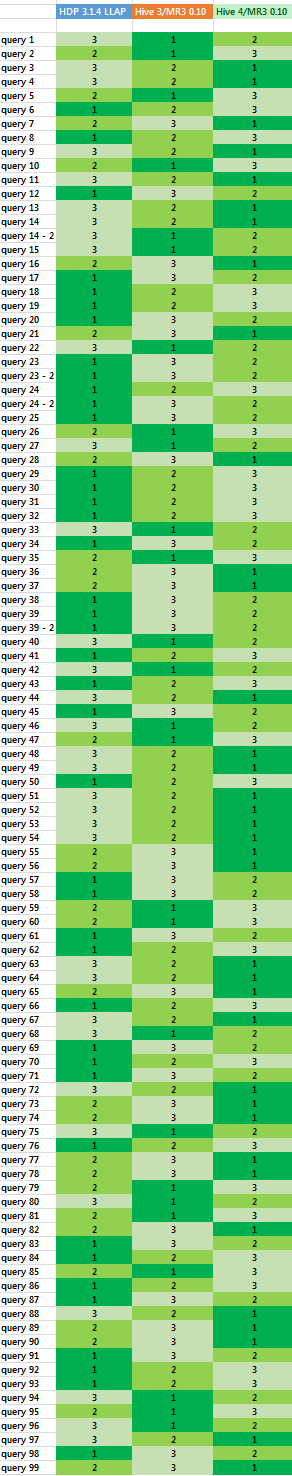 HDP 3.1.4 LLAP Hive 3/MR3 0.10 Hive 4/MR3 0.10
query 1 3 1 2
query 2 2 1 3
query 3 3 2 1
query 4 3 2 1
query 5 2 1 3
query 6 1 2 3
query 7 2 3 1
query 8 1 2 3
query 9 3 2 1
query 10 2 1 3
query 11 3 2 1
query 12 1 3 2
query 13 3 2 1
query 14 3 2 1
query 14 - 2 3 1 2
query 15 3 1 2
query 16 2 3 1
query 17 1 3 2
query 18 1 2 3
query 19 1 2 3
query 20 1 3 2
query 21 2 3 1
query 22 3 1 2
query 23 1 3 2
query 23 - 2 1 3 2
query 24 1 2 3
query 24 - 2 1 3 2
query 25 1 3 2
query 26 2 1 3
query 27 3 1 2
query 28 2 3 1
query 29 1 2 3
query 30 1 2 3
query 31 1 2 3
query 32 1 2 3
query 33 3 1 2
query 34 1 3 2
query 35 2 1 3
query 36 2 3 1
query 37 2 3 1
query 38 1 3 2
query 39 1 3 2
query 39 - 2 1 3 2
query 40 3 1 2
query 41 1 2 3
query 42 3 1 2
query 43 1 2 3
query 44 3 2 1
query 45 1 3 2
query 46 3 1 2
query 47 2 1 3
query 48 3 2 1
query 49 3 2 1
query 50 1 2 3
query 51 3 2 1
query 52 3 2 1
query 53 3 2 1
query 54 3 2 1
query 55 2 3 1
query 56 2 3 1
query 57 1 3 2
query 58 1 3 2
query 59 2 1 3
query 60 2 1 3
query 61 1 3 2
query 62 1 2 3
query 63 3 2 1
query 64 3 2 1
query 65 2 3 1
query 66 1 2 3
query 67 3 2 1
query 68 3 1 2
query 69 1 3 2
query 70 1 2 3
query 71 1 3 2
query 72 3 2 1
query 73 2 3 1
query 74 2 3 1
query 75 3 1 2
query 76 1 2 3
query 77 2 3 1
query 78 2 3 1
query 79 2 1 3
query 80 3 1 2
query 81 2 1 3
query 82 2 3 1
query 83 1 3 2
query 84 1 2 3
query 85 2 1 3
query 86 1 2 3
query 87 1 3 2
query 88 3 2 1
query 89 2 3 1
query 90 2 3 1
query 91 1 3 2
query 92 1 2 3
query 93 1 2 3
query 94 3 1 2
query 95 2 1 3
query 96 3 1 2
query 97 3 2 1
query 98 1 3 2
query 99 2 3 1